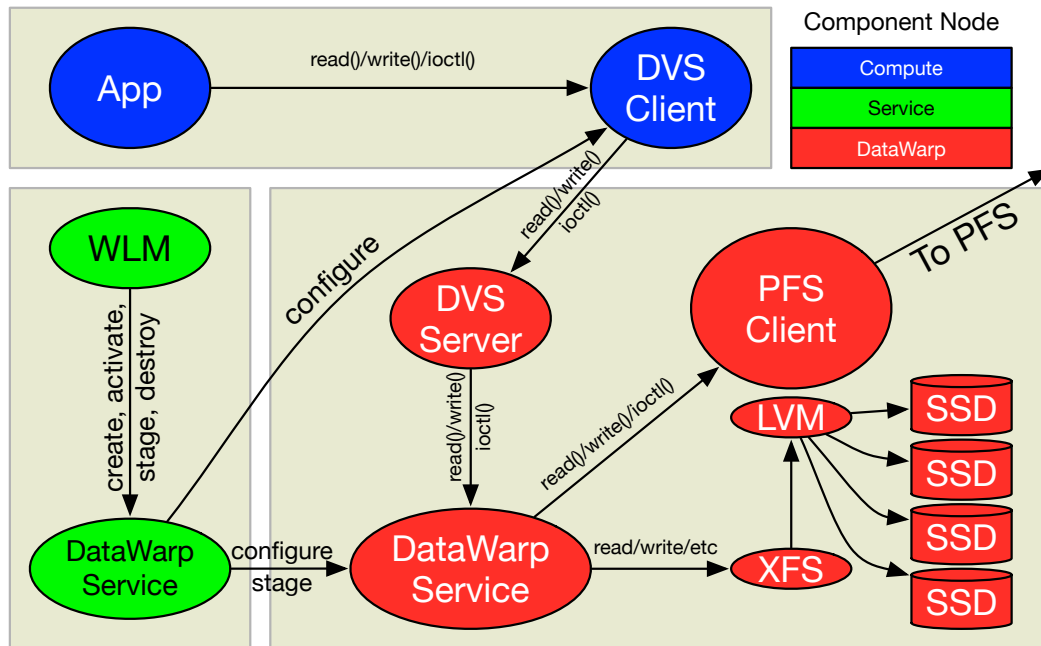 Component Node
Compute
Service
DataWarp
App
read()/write()/ioctl()
DVS
Client
read()/write()
ioctl()
configure
WLM
create, activate,
stage, destroy
DataWarp
Service
configure
stage
DVS
Server
read()/write()
ioctl()
DataWarp
Service
read()/write()/ioctl()
PFS
Client
To PFS
read/write/etc
XFS
LVM
SSD
SSD
SSD
SSD